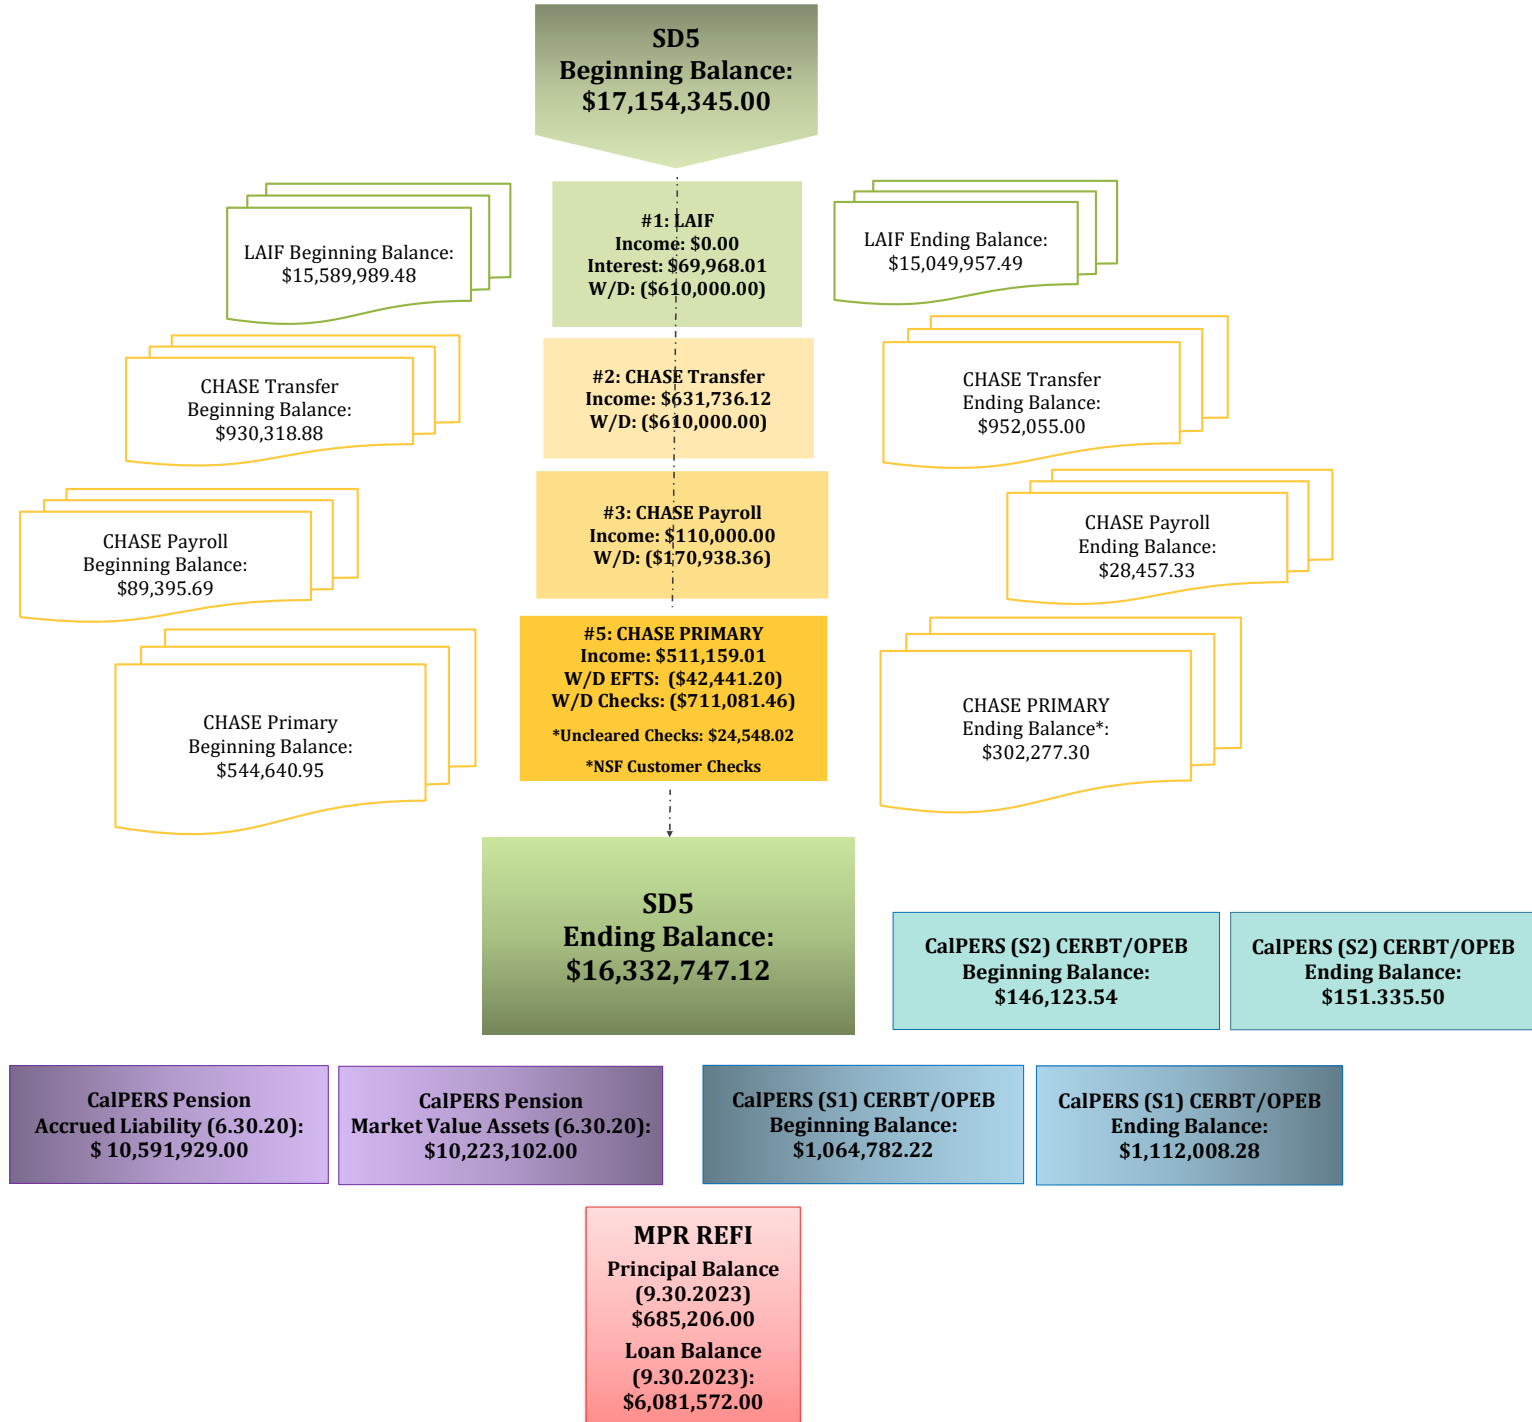 SD5
Beginning Balance:
$17,154,345.00
LAIF Beginning Balance:
$15,589,989.48
#1: LAIF
Income: $0.00
Interest: $69,968.01
W/D: ($610,000.00)
LAIF Ending Balance:
$15,049,957.49
CHASE Transfer
Beginning Balance:
$930,318.88
#2: CHASE Transfer
Income: $631,736.12
W/D: ($610,000.00)
CHASE Transfer
Ending Balance:
$952,055.00
CHASE Payroll
Beginning Balance:
$89,395.69
#3: CHASE Payroll
Income: $110,000.00
W/D: ($170,938.36)
CHASE Payroll
Ending Balance:
$28,457.33
CHASE Primary
Beginning Balance:
$544,640.95
#5: CHASE PRIMARY
Income: $511,159.01
W/D EFTS: ($42,441.20)
W/D Checks: ($711,081.46)
*Uncleared Checks: $24,548.02
*NSF Customer Checks
CHASE PRIMARY
Ending Balance*:
$302,277.30
SD5
Ending Balance:
$16,332,747.12
CalPERS (S2) CERBT/OPEB
Beginning Balance:
$146,123.54
CalPERS (S2) CERBT/OPEB
Ending Balance:
$151.335.50
CalPERS Pension
Accrued Liability (6.30.20):
$ 10,591,929.00
CalPERS Pension
Market Value Assets (6.30.20):
$10,223,102.00
CalPERS (S1) CERBT/OPEB
Beginning Balance:
$1,064,782.22
CalPERS (S1) CERBT/OPEB
Ending Balance:
$1,112,008.28
MPR REFI
Principal Balance
(9.30.2023)
$685,206.00
Loan Balance
(9.30.2023):
$6,081,572.00